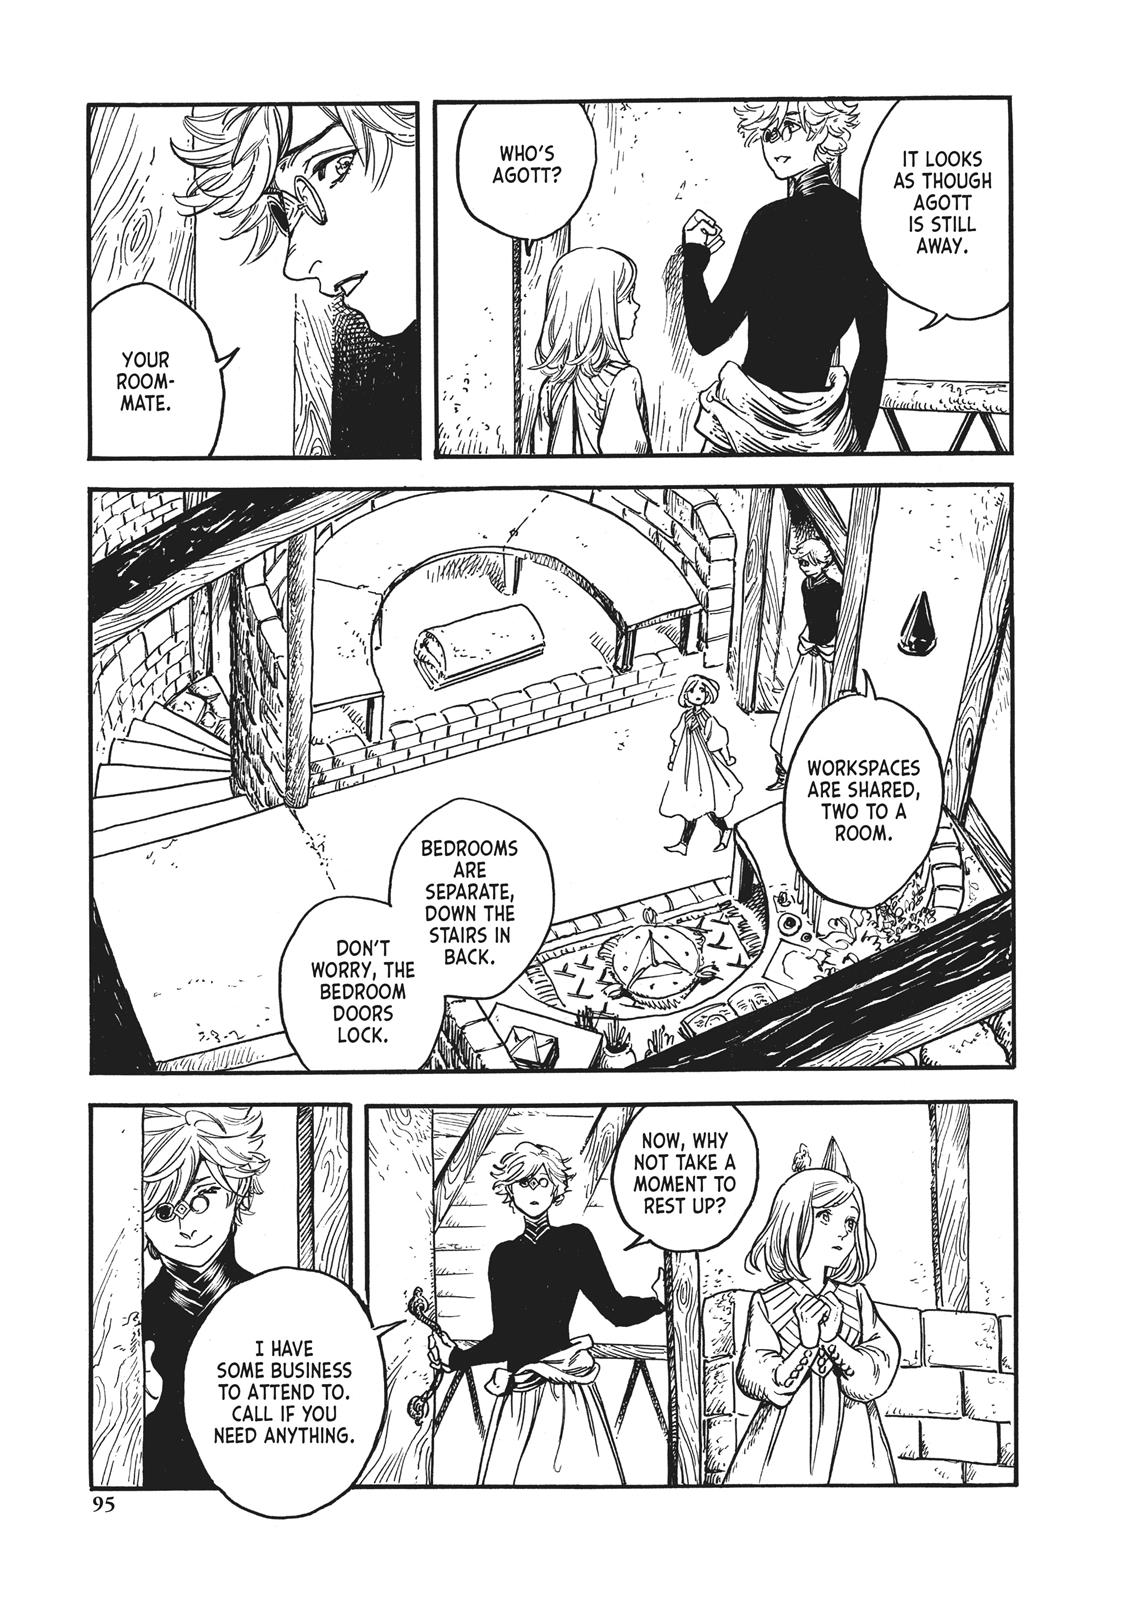 IT LOOKS
AS THOUGH
AGOTT
IS STILL
AWAY.
WHO'S
AGOTT?
YOUR
ROOM-
MATE.
WORKSPACES
ARE SHARED,
TWO TO A
ROOM.
BEDROOMS
ARE
SEPARATE,
DOWN THE
STAIRS IN
BACK.
DON'T
WORRY, THE
BEDROOM
DOORS
LOCK.
NOW, WHY
NOT TAKE A
MOMENT TO
REST UP?
I HAVE
SOME BUSINESS
TO ATTEND TO.
CALL IF YOU
NEED ANYTHING.
95